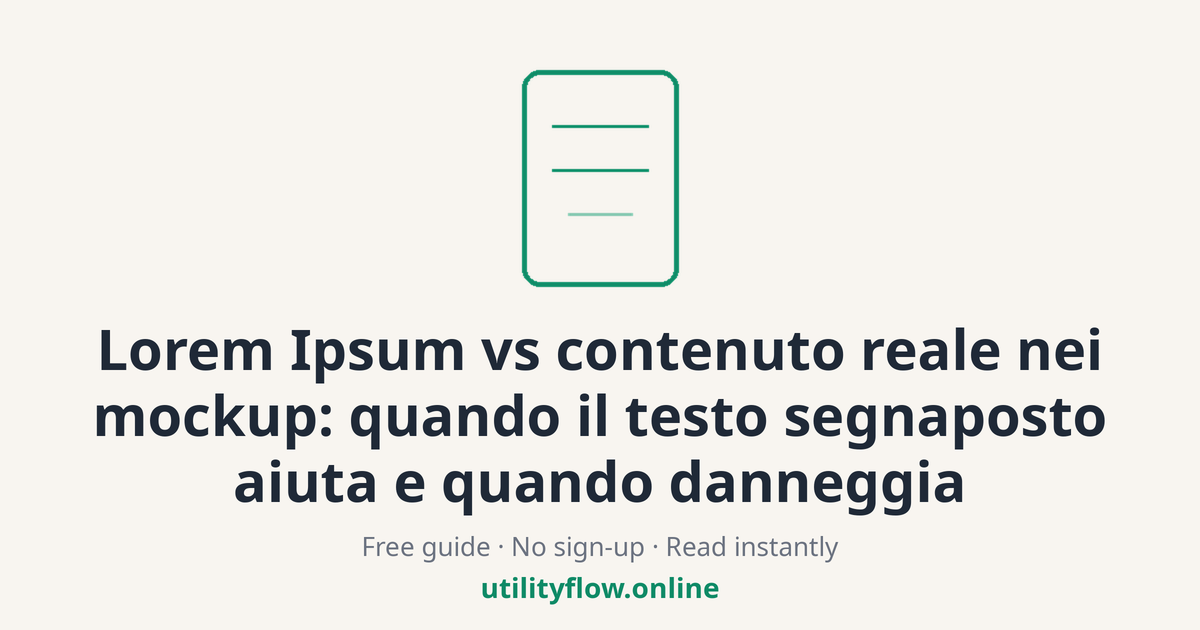 Lorem Ipsum vs contenuto reale nei
mockup: quando il testo segnaposto
aiuta e quando danneggia
Free guide · No sign-up · Read instantly
utilityflow.online